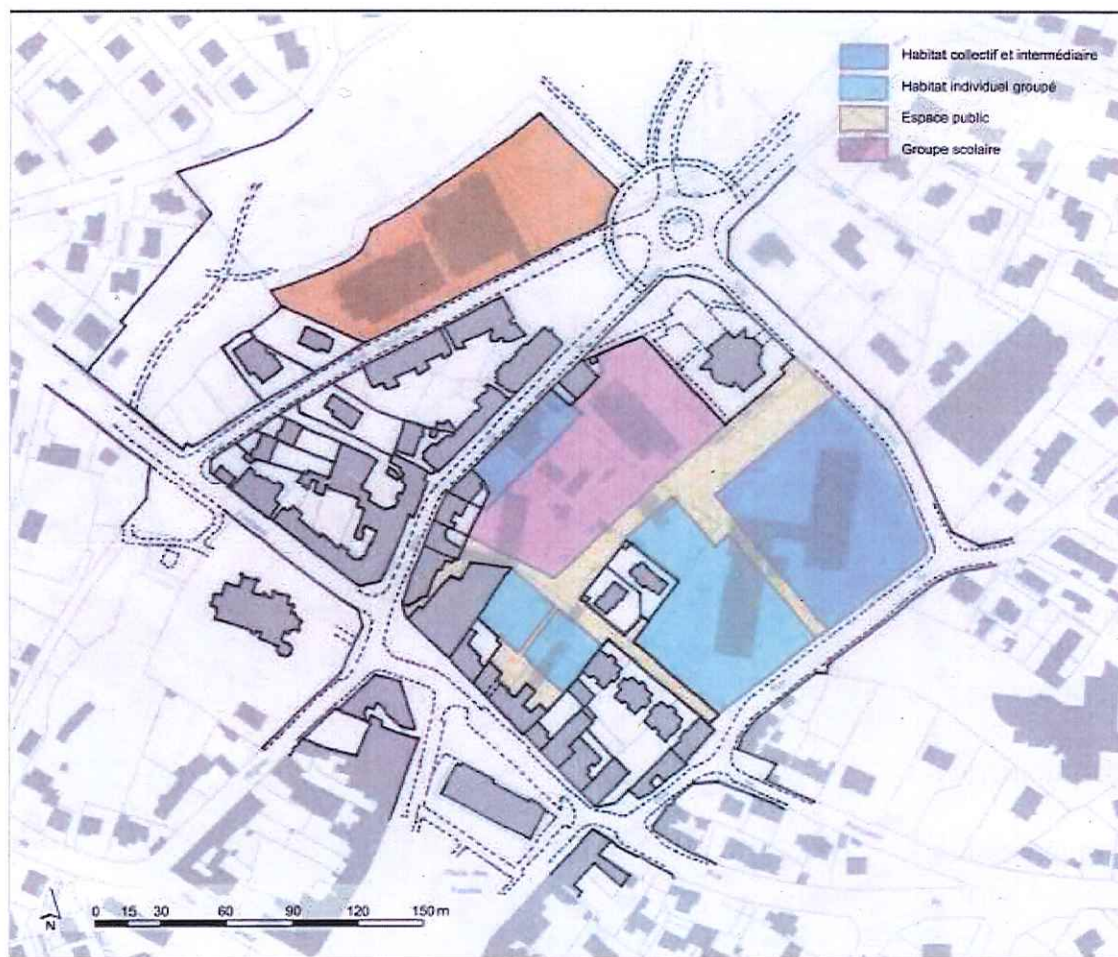 Habitat collectif et intermédiaire
Habitat individuel groupé
Espace public
Groupe scolaire
N
0 15 30 60 90 120 150 m